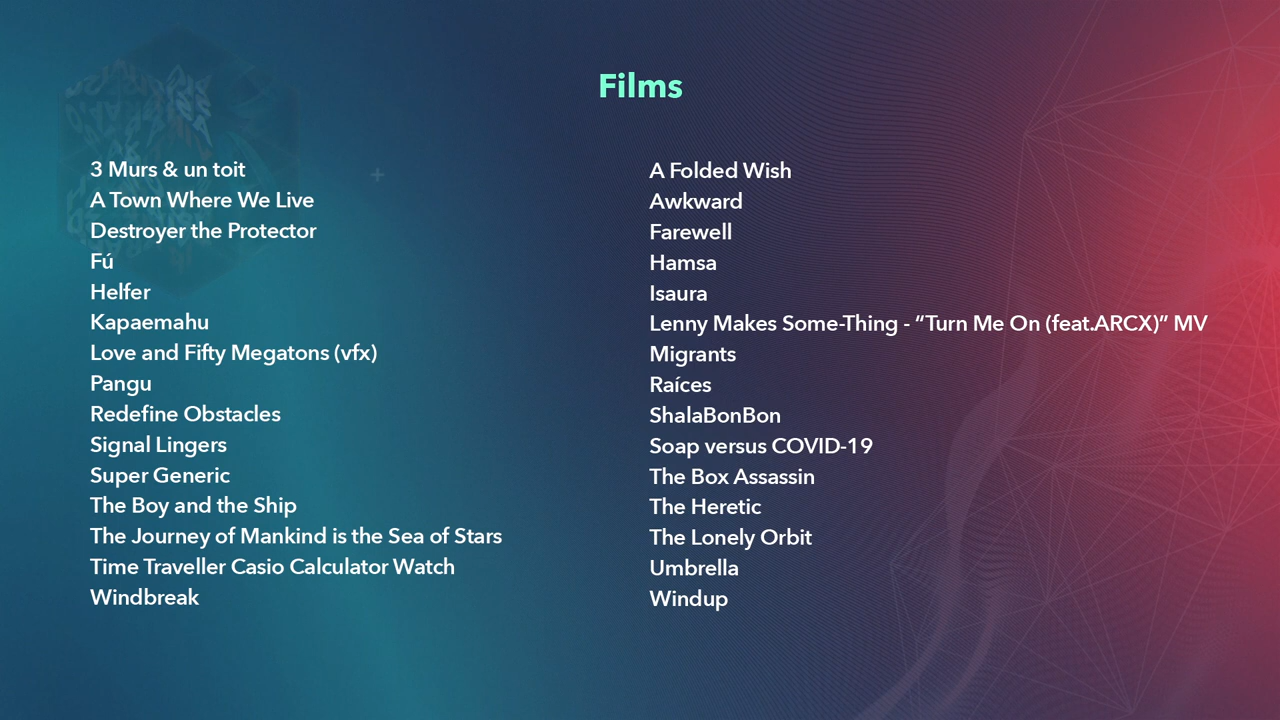 Films
3 Murs & un toit
A Town Where We Live
Destroyer the Protector
Fú
Helfer
Kapaemahu
Love and Fifty Megatons (vfx)
Pangu
Redefine Obstacles
Signal Lingers
Super Generic
The Boy and the Ship
The Journey of Mankind is the Sea of Stars
Time Traveller Casio Calculator Watch
Windbreak
A Folded Wish
Awkward
Farewell
Hamsa
Isaura
Lenny Makes Some-Thing - “Turn Me On (feat.ARCX)” MV
Migrants
Raíces
ShalaBonBon
Soap versus COVID-19
The Box Assassin
The Heretic
The Lonely Orbit
Umbrella
Windup